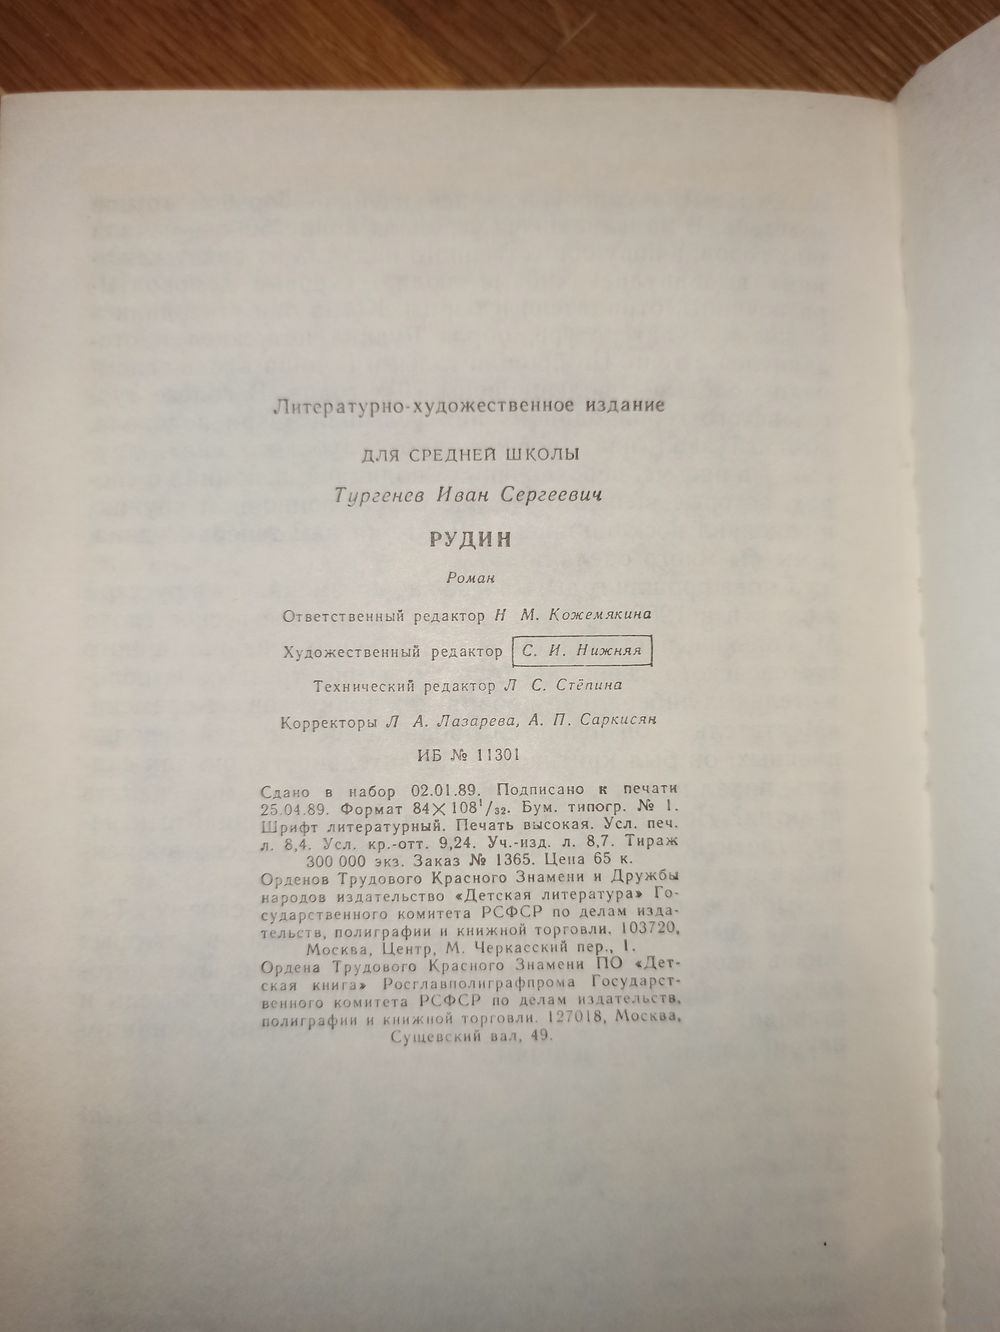 Литературно-художественное издание
ДЛЯ СРЕДНЕЙ ШКОЛЫ
Тургенев Иван Сергеевич
РУДИН
Роман
Ответственный редактор Н М. Кожемякина
Художественный редактор С. И. Нижняя
Технический редактор Л С. Стёпина
Корректоры Л А. Лазарева, А. П. Саркисян
ИБ № 11301
Сдано в набор 02.01.89. Подписано к печати
25.04.89. Формат 84×108¹/₃₂. Бум. типогр. № 1.
Шрифт литературный. Печать высокая. Усл. печ.
л. 8,4. Усл. кр.-отт. 9,24. Уч.-изд. л. 8,7. Тираж
300 000 экз. Заказ № 1365. Цена 65 к.
Орденов Трудового Красного Знамени и Дружбы
народов издательство «Детская литература» Го-
сударственного комитета РСФСР по делам изда-
тельств, полиграфии и книжной торговли. 103720,
Москва, Центр, М. Черкасский пер., 1.
Ордена Трудового Красного Знамени ПО «Дет-
ская книга» Росглавполиграфпрома Государст-
венного комитета РСФСР по делам издательств,
полиграфии и книжной торговли. 127018, Москва,
Сущевский вал, 49.